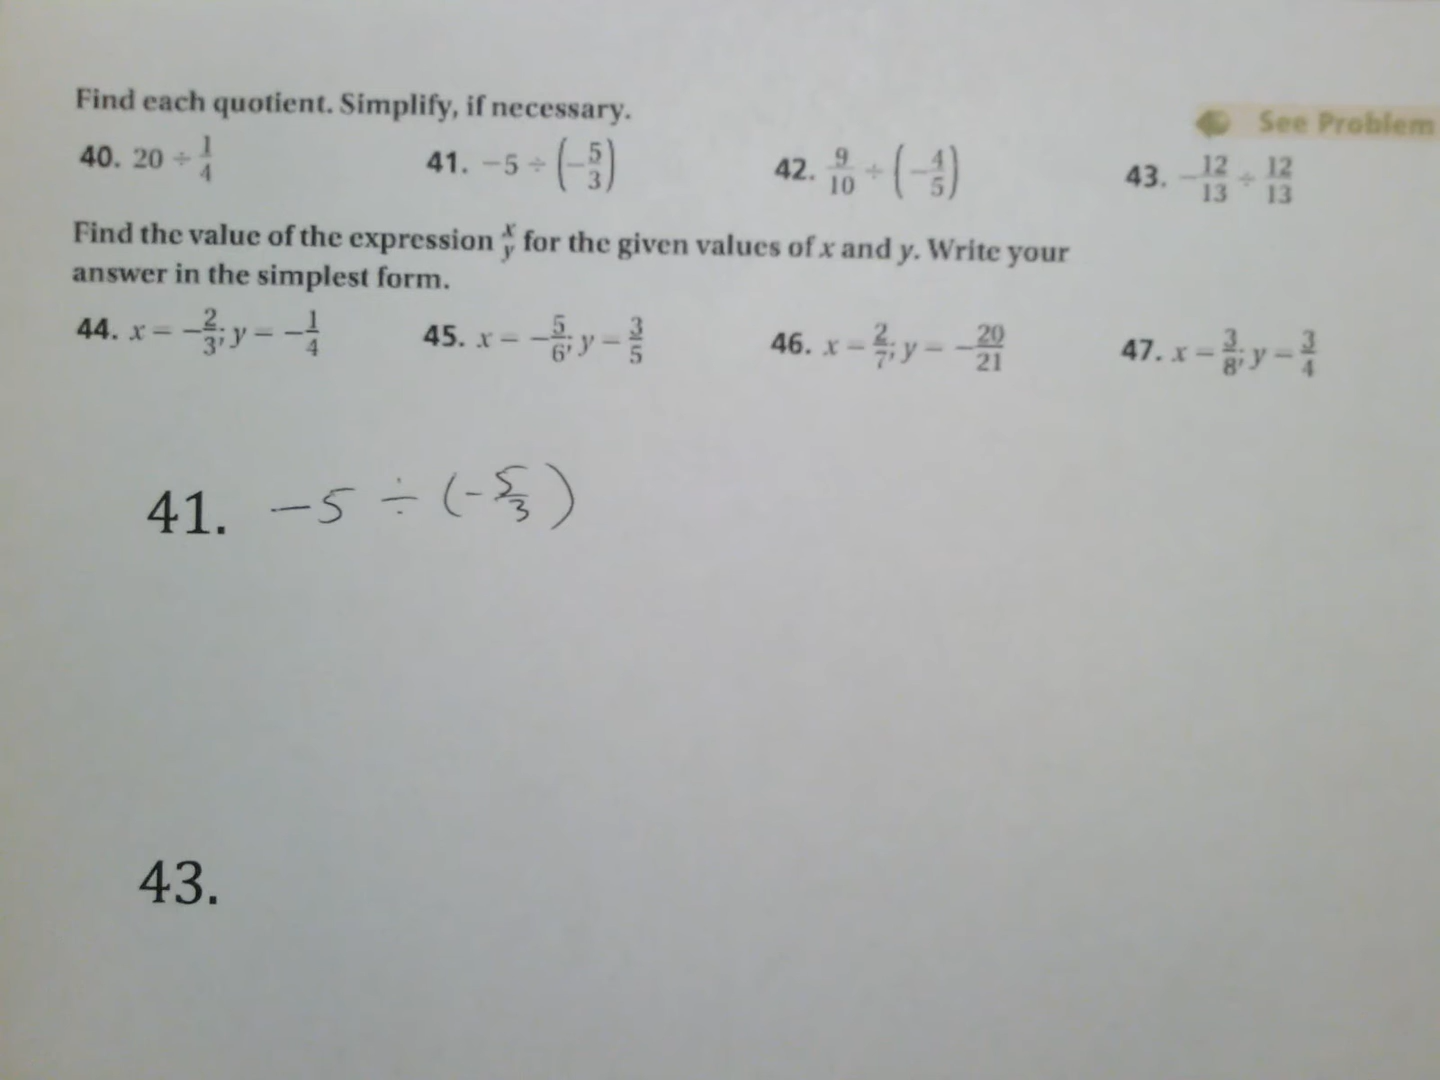 Find each quotient. Simplify, if necessary.
See Problem
40. 20 ÷ 1/4 41. −5 ÷ (−5/3) 42. 9/10 ÷ (−4/5) 43. −12/13 ÷ 12/13
Find the value of the expression x/y for the given values of x and y. Write your
answer in the simplest form.
44. x = −2/3; y = −1/4 45. x = −5/6; y = 3/5 46. x = 2/7; y = −20/21 47. x = 3/8; y = 3/4
41. −5 ÷ (−5/3)
43.